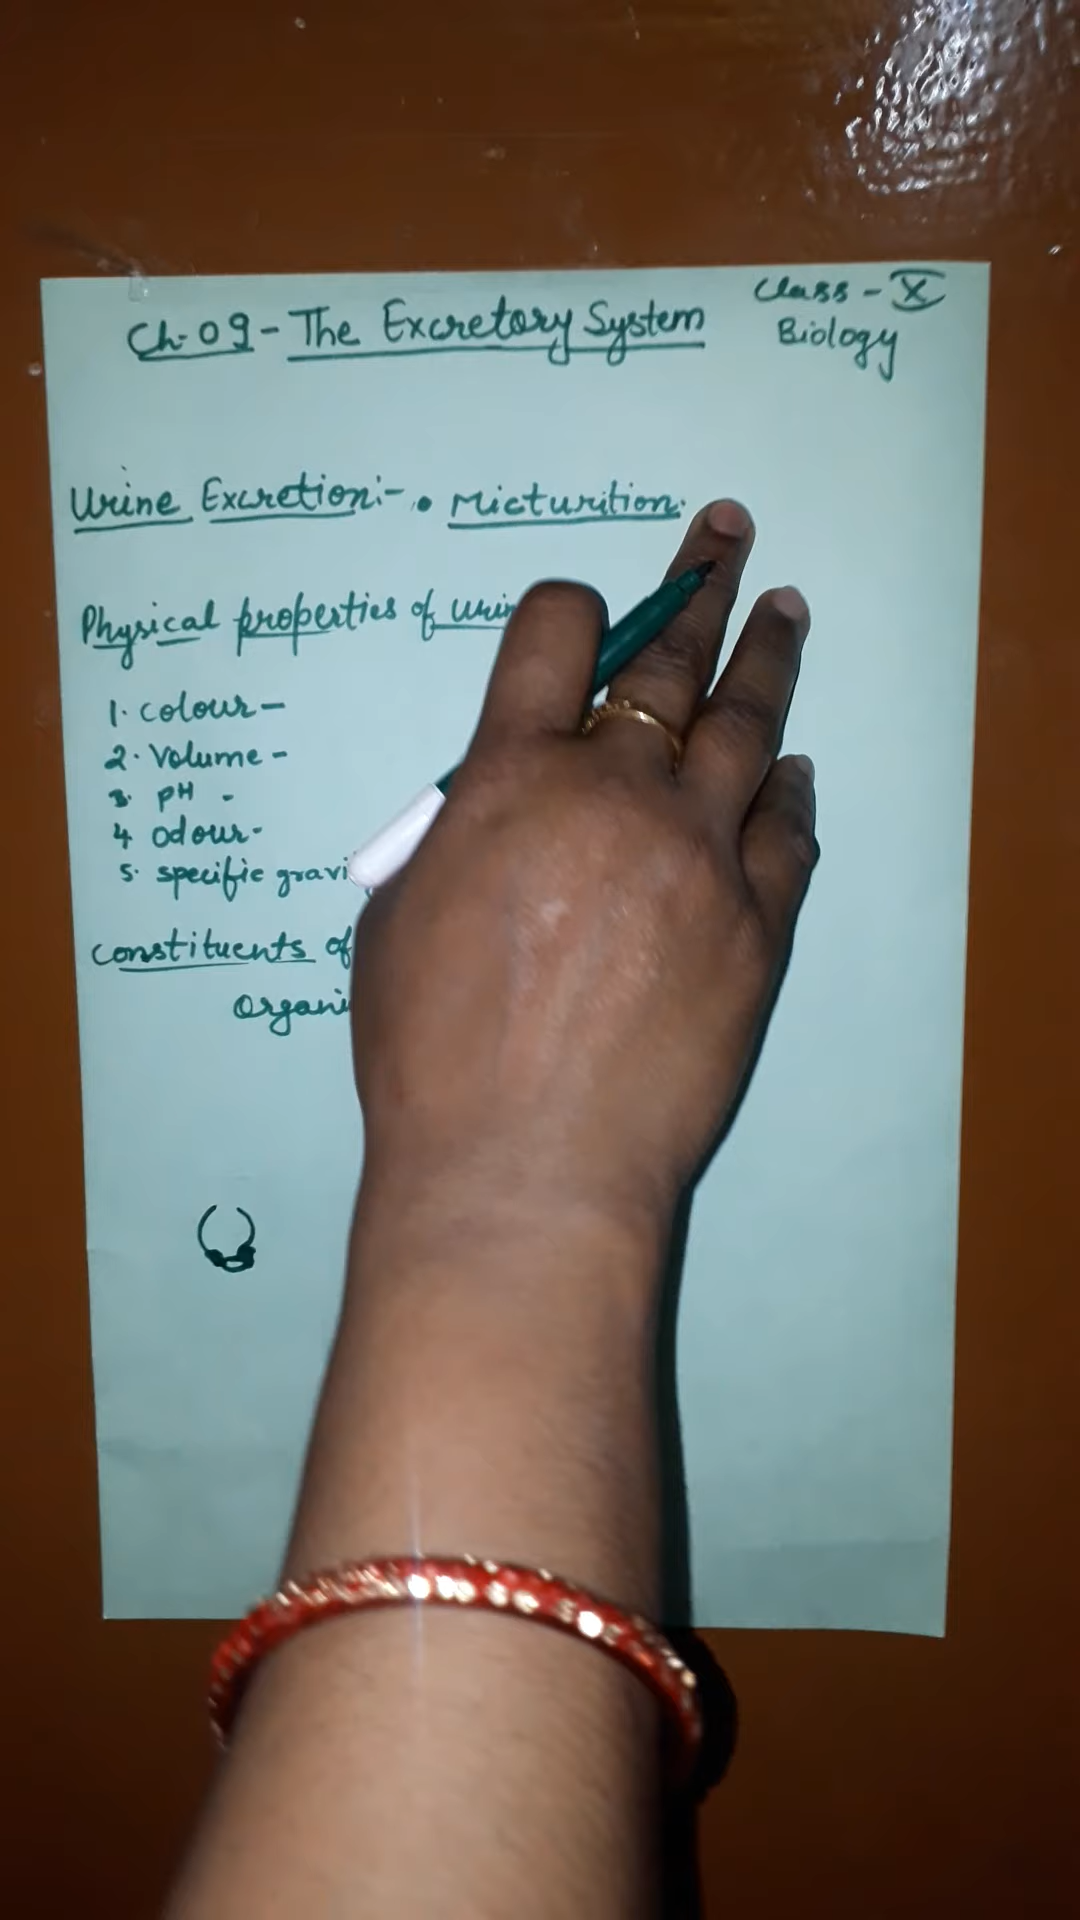 Ch. 09 - The Excretory System
Class - X
Biology
Urine Excretion:- • Micturition.
Physical properties of
1. Colour -
2. Volume -
3. pH -
4 Odour -
5. Specific
Constituents of